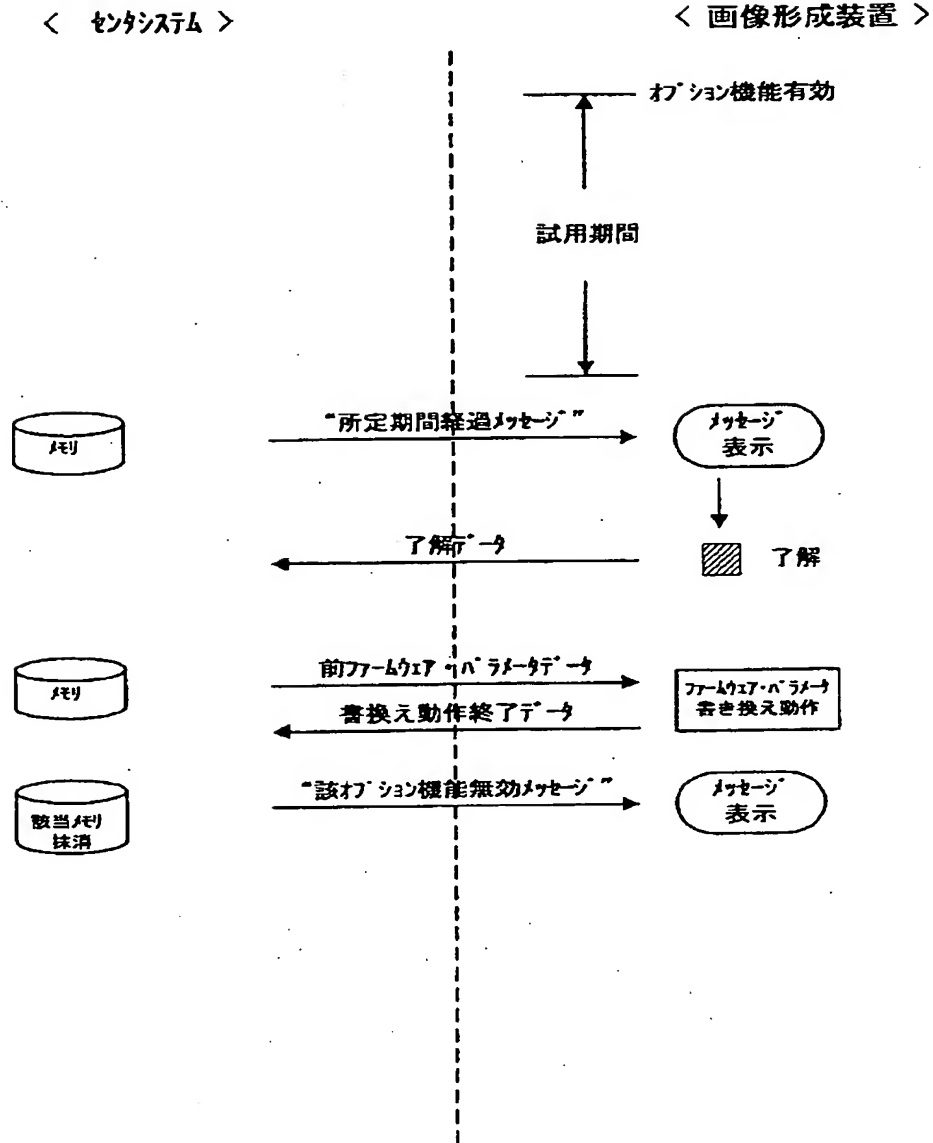 < センタシステム >
< 画像形成装置 >
オプション機能有効
試用期間
メモリ
“所定期間経過メッセージ”
メッセージ
表示
了解データ
了解
メモリ
前ファームウェア・パラメータデータ
ファームウェア・パラメータ
書き換え動作
書換え動作終了データ
該当メモリ
抹消
“該オプション機能無効メッセージ”
メッセージ
表示